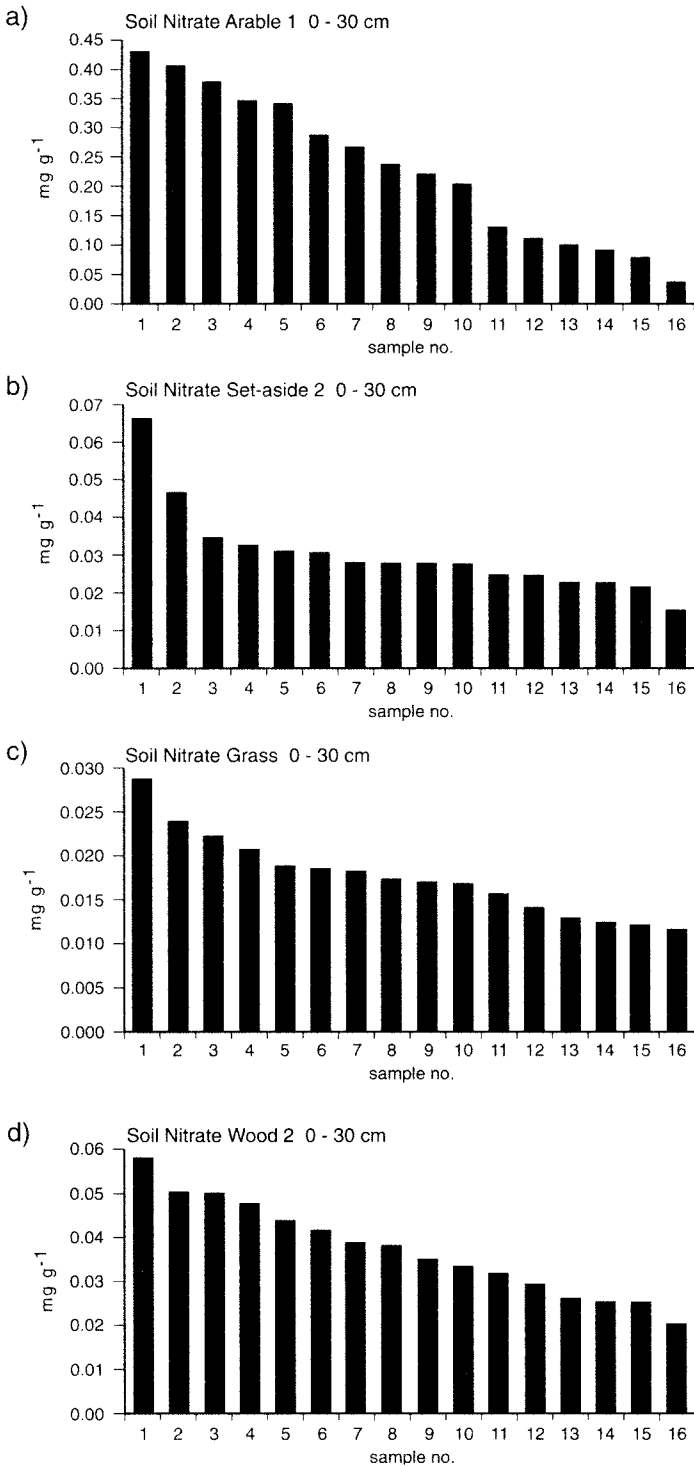 a)
Soil Nitrate Arable 1 0 - 30 cm
mg g-1
0.45
0.40
0.35
0.30
0.25
0.20
0.15
0.10
0.05
0.00
1 2 3 4 5 6 7 8 9 10 11 12 13 14 15 16
sample no.
b)
Soil Nitrate Set-aside 2 0 - 30 cm
mg g-1
0.07
0.06
0.05
0.04
0.03
0.02
0.01
0.00
1 2 3 4 5 6 7 8 9 10 11 12 13 14 15 16
sample no.
c)
Soil Nitrate Grass 0 - 30 cm
mg g-1
0.030
0.025
0.020
0.015
0.010
0.005
0.000
1 2 3 4 5 6 7 8 9 10 11 12 13 14 15 16
sample no.
d)
Soil Nitrate Wood 2 0 - 30 cm
mg g-1
0.06
0.05
0.04
0.03
0.02
0.01
0.00
1 2 3 4 5 6 7 8 9 10 11 12 13 14 15 16
sample no.